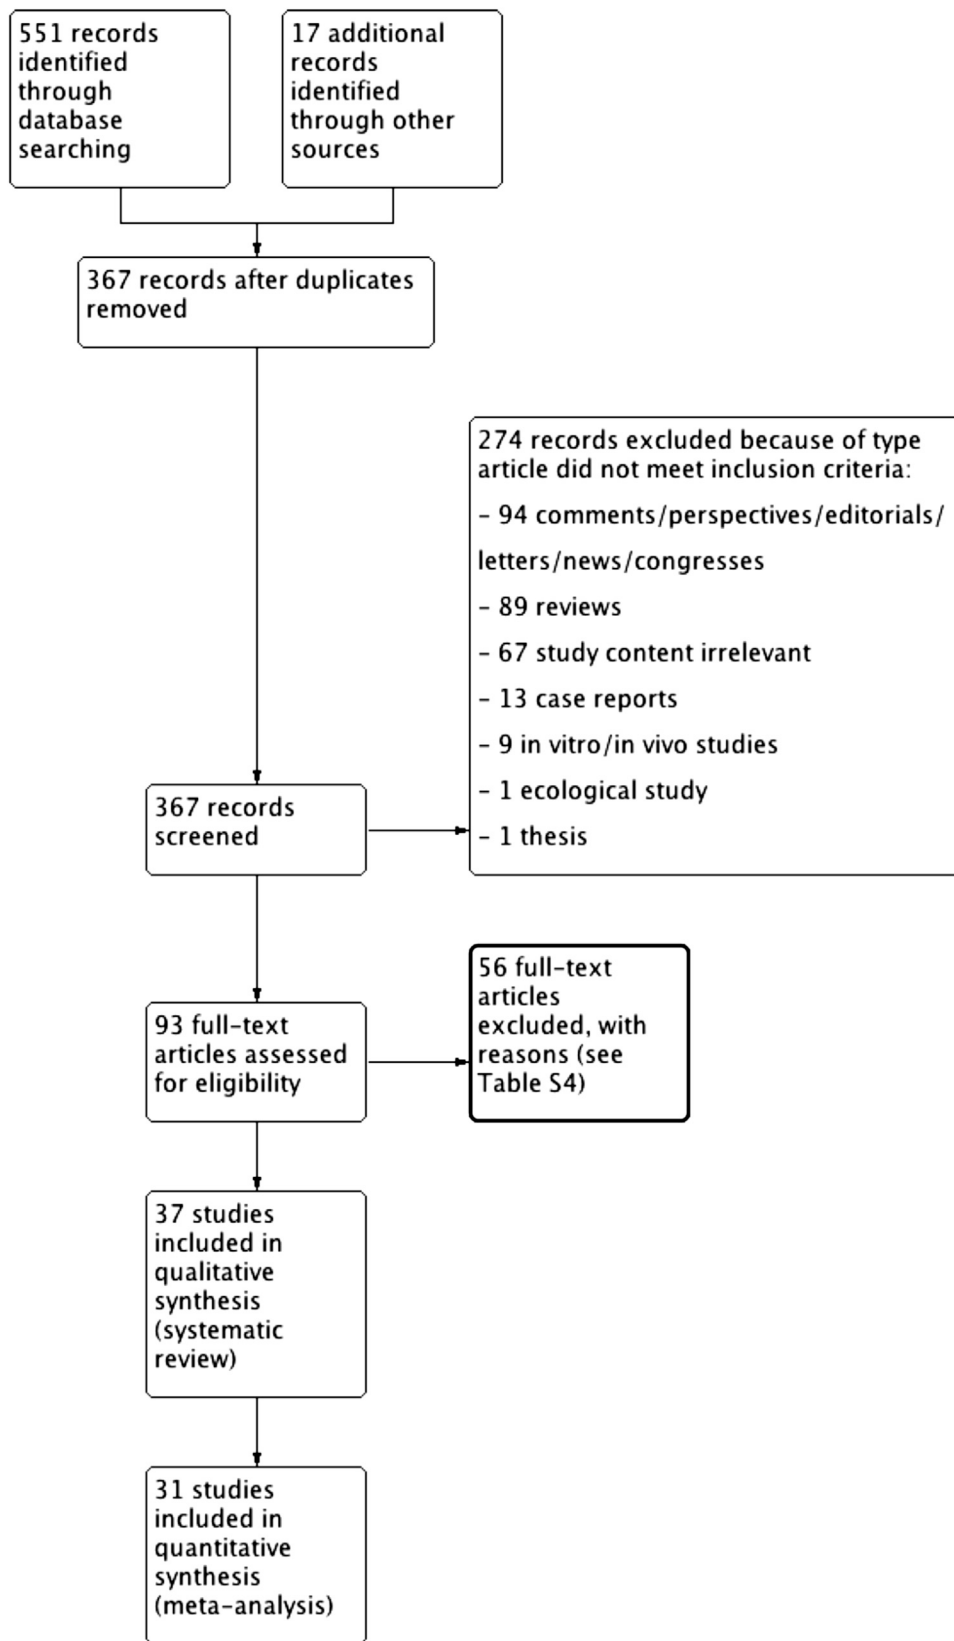 551 records
identified
through
database
searching
17 additional
records
identified
through other
sources
367 records after duplicates
removed
274 records excluded because of type
article did not meet inclusion criteria:
– 94 comments/perspectives/editorials/
letters/news/congresses
– 89 reviews
– 67 study content irrelevant
– 13 case reports
– 9 in vitro/in vivo studies
– 1 ecological study
– 1 thesis
367 records
screened
93 full–text
articles assessed
for eligibility
56 full–text
articles
excluded, with
reasons (see
Table S4)
37 studies
included in
qualitative
synthesis
(systematic
review)
31 studies
included in
quantitative
synthesis
(meta–analysis)